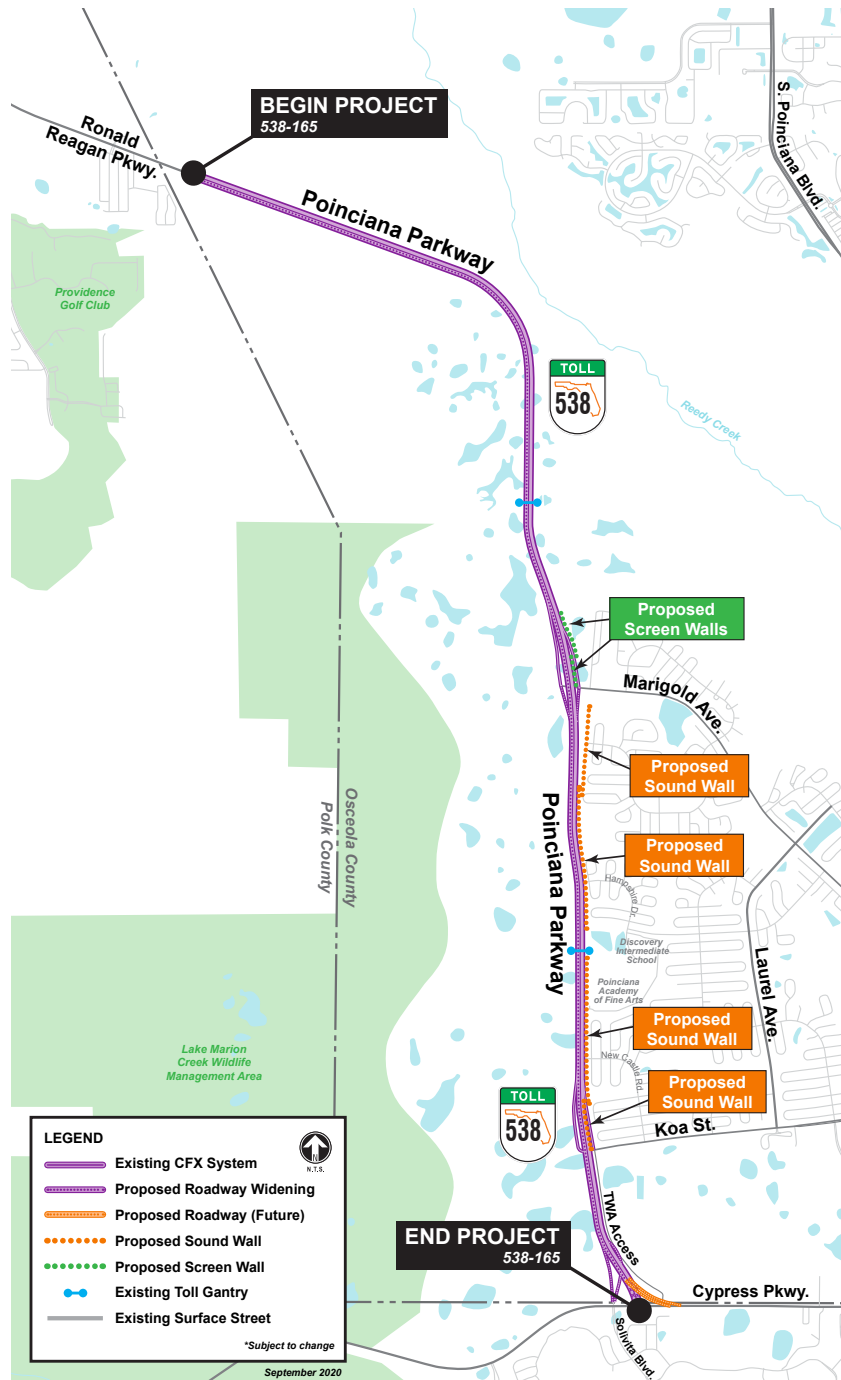 BEGIN PROJECT
538-165
Ronald
Reagan Pkwy.
S. Poinciana Blvd.
Poinciana Parkway
Providence
Golf Club
TOLL
538
Reedy Creek
Proposed
Screen Walls
Marigold Ave.
Proposed
Sound Wall
Osceola County
Polk County
Poinciana Parkway
Proposed
Sound Wall
Hampshire Dr.
Discovery
Intermediate
School
Laurel Ave.
Poinciana
Academy
of Fine Arts
Proposed
Sound Wall
Lake Marion
Creek Wildlife
Management Area
New Castle Rd.
Proposed
Sound Wall
TOLL
538
Koa St.
LEGEND
N
N.T.S.
Existing CFX System
Proposed Roadway Widening
Proposed Roadway (Future)
Proposed Sound Wall
Proposed Screen Wall
Existing Toll Gantry
Existing Surface Street
*Subject to change
September 2020
TWA Access
END PROJECT
538-165
Cypress Pkwy.
Solivita Blvd.